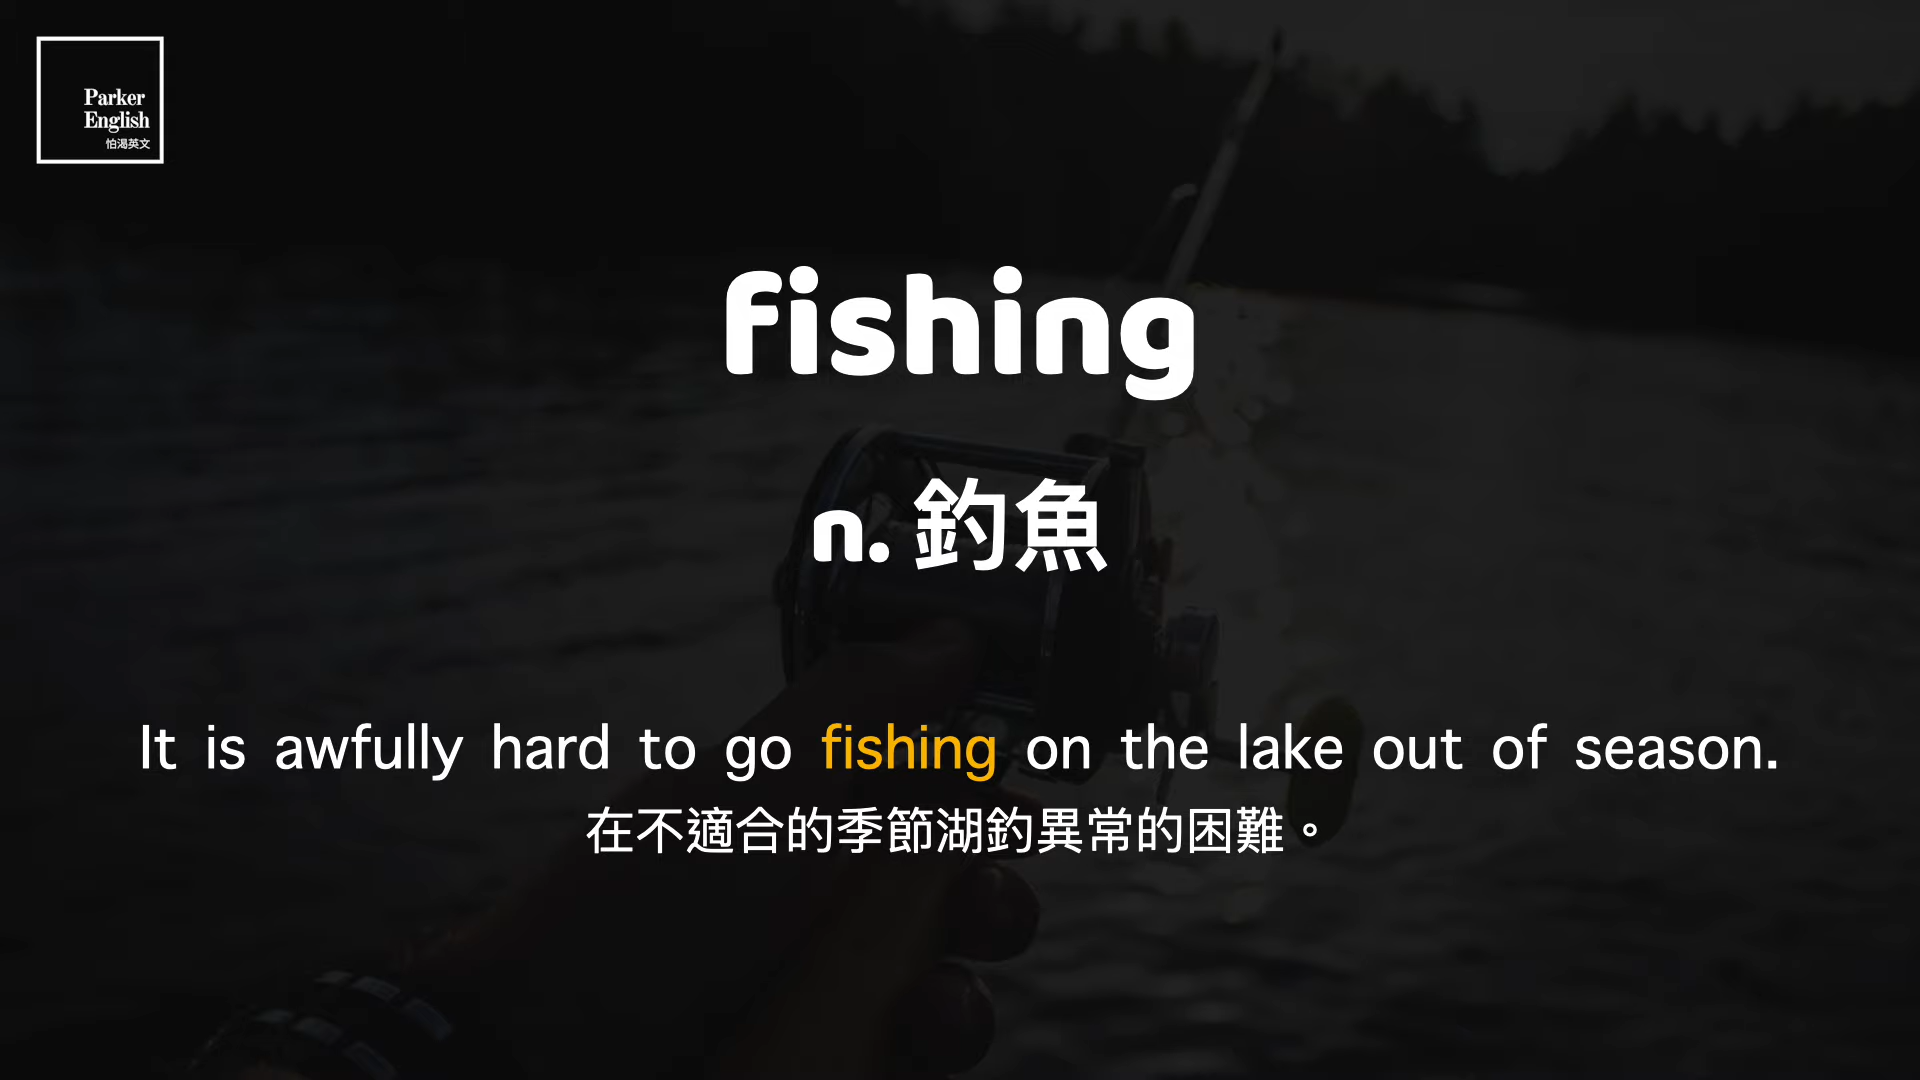 Parker
English
怕渴英文
fishing
n. 釣魚
It is awfully hard to go fishing on the lake out of season.
在不適合的季節湖釣異常的困難。